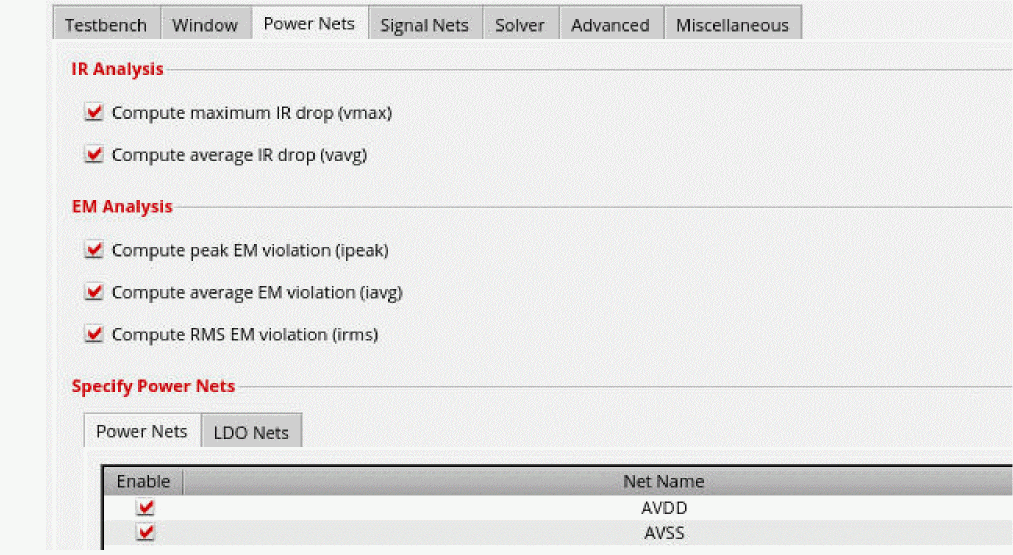 Testbench Window Power Nets Signal Nets Solver Advanced Miscellaneous
IR Analysis
Compute maximum IR drop (vmax)
Compute average IR drop (vavg)
EM Analysis
Compute peak EM violation (ipeak)
Compute average EM violation (iavg)
Compute RMS EM violation (irms)
Specify Power Nets
Power Nets LDO Nets
Enable Net Name
AVDD
AVSS